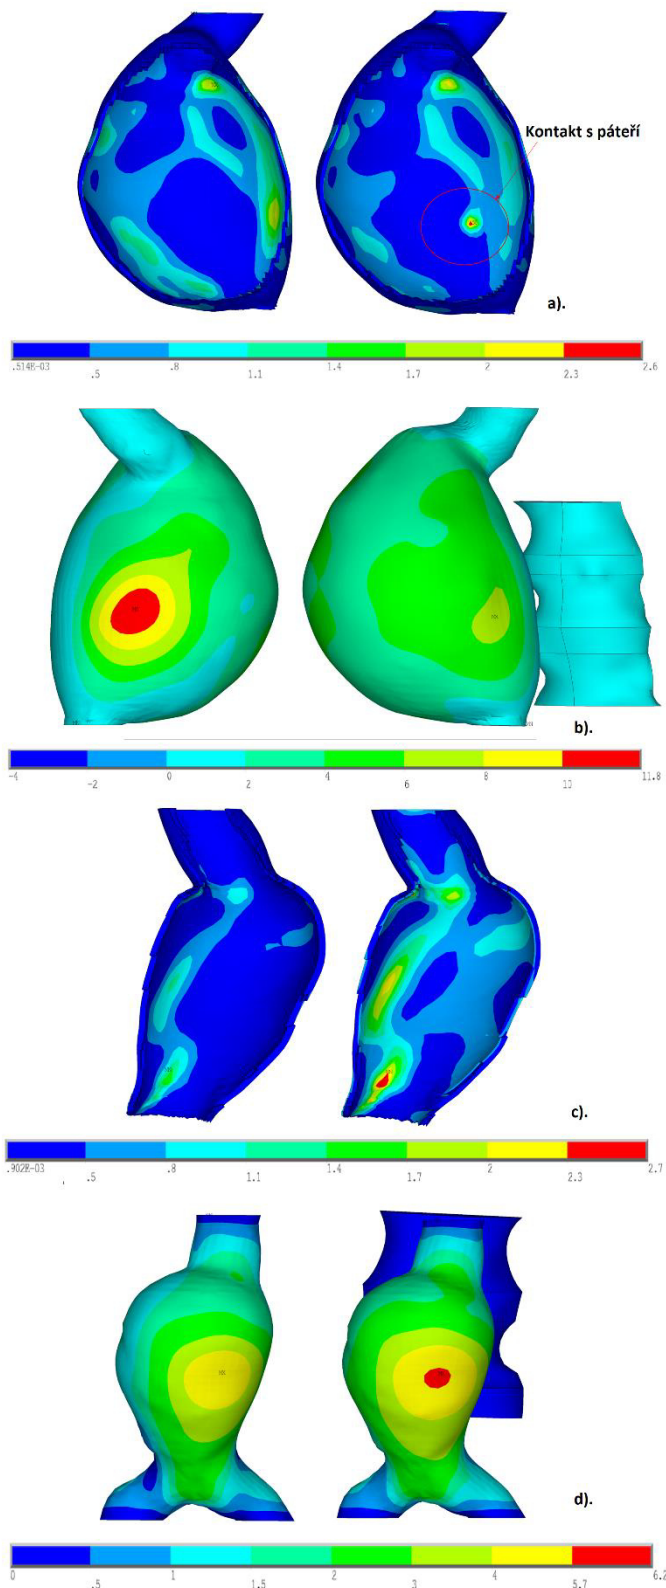 Kontakt s páteří
a).
.514E-03 .5 .8 1.1 1.4 1.7 2 2.3 2.6
b).
-4 -2 0 2 4 6 8 10 11.8
c).
.902E-03 .5 .8 1.1 1.4 1.7 2 2.3 2.7
d).
0 .5 1 1.5 2 3 4 5.7 6.2